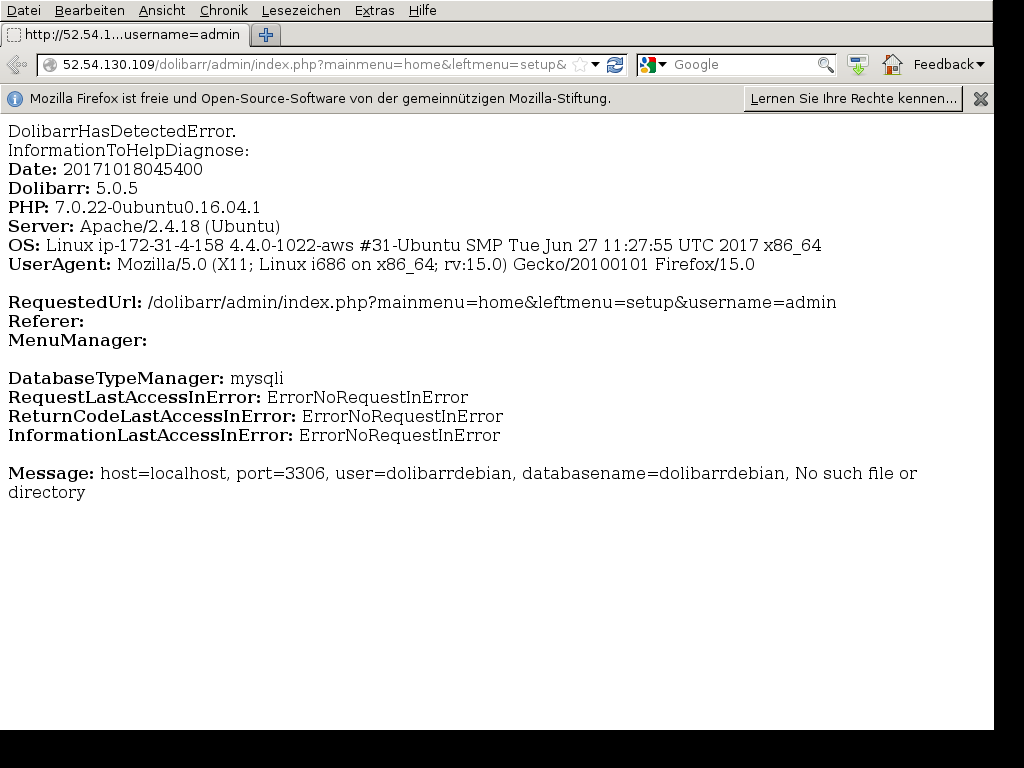 Datei Bearbeiten Ansicht Chronik Lesezeichen Extras Hilfe
http://52.54.1...username=admin
52.54.130.109/dolibarr/admin/index.php?mainmenu=home&leftmenu=setup& Google Feedback
Mozilla Firefox ist freie und Open-Source-Software von der gemeinnützigen Mozilla-Stiftung. Lernen Sie Ihre Rechte kennen...
DolibarrHasDetectedError.
InformationToHelpDiagnose:
Date: 20171018045400
Dolibarr: 5.0.5
PHP: 7.0.22-0ubuntu0.16.04.1
Server: Apache/2.4.18 (Ubuntu)
OS: Linux ip-172-31-4-158 4.4.0-1022-aws #31-Ubuntu SMP Tue Jun 27 11:27:55 UTC 2017 x86_64
UserAgent: Mozilla/5.0 (X11; Linux i686 on x86_64; rv:15.0) Gecko/20100101 Firefox/15.0
RequestedUrl: /dolibarr/admin/index.php?mainmenu=home&leftmenu=setup&username=admin
Referer:
MenuManager:
DatabaseTypeManager: mysqli
RequestLastAccessInError: ErrorNoRequestInError
ReturnCodeLastAccessInError: ErrorNoRequestInError
InformationLastAccessInError: ErrorNoRequestInError
Message: host=localhost, port=3306, user=dolibarrdebian, databasename=dolibarrdebian, No such file or
directory